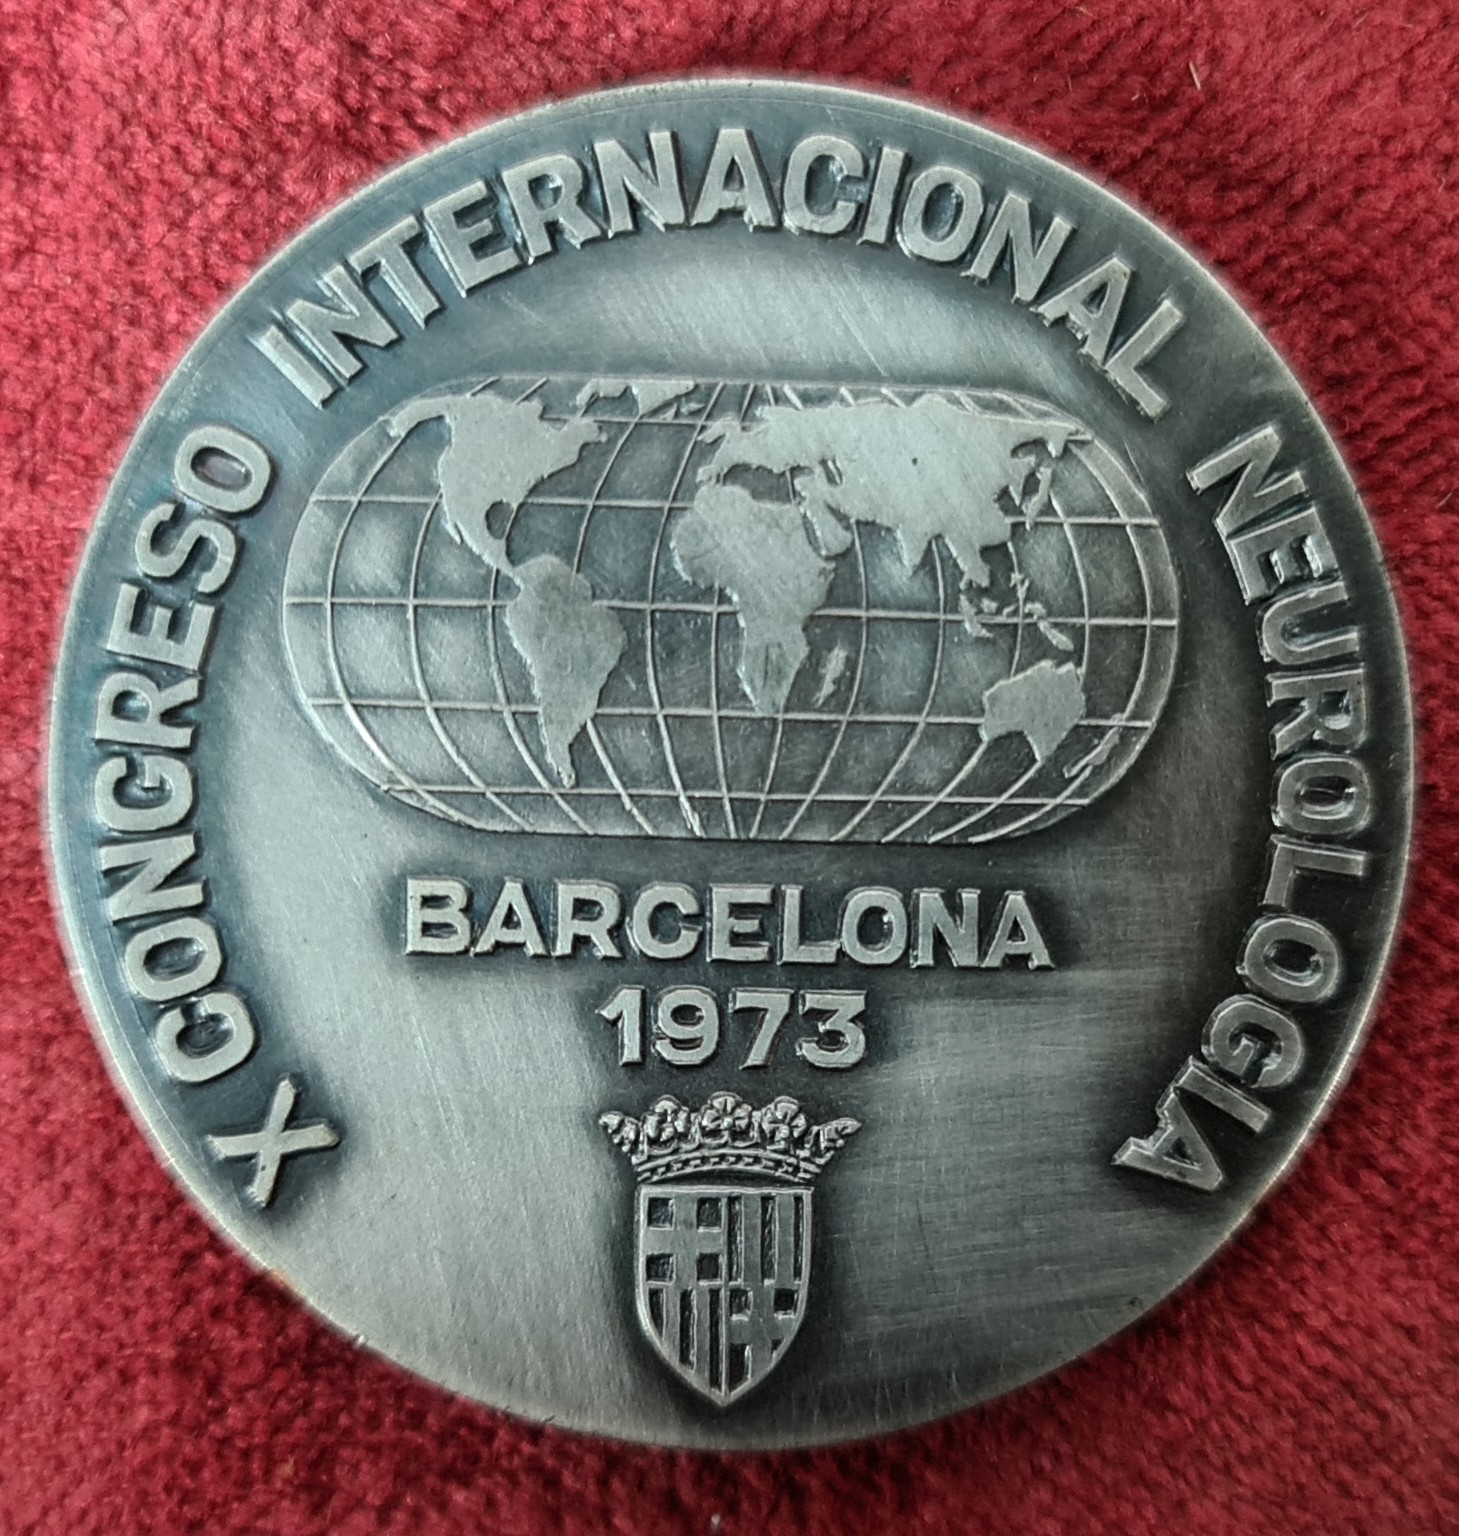 X CONGRESO INTERNACIONAL NEUROLOGIA
BARCELONA
1973